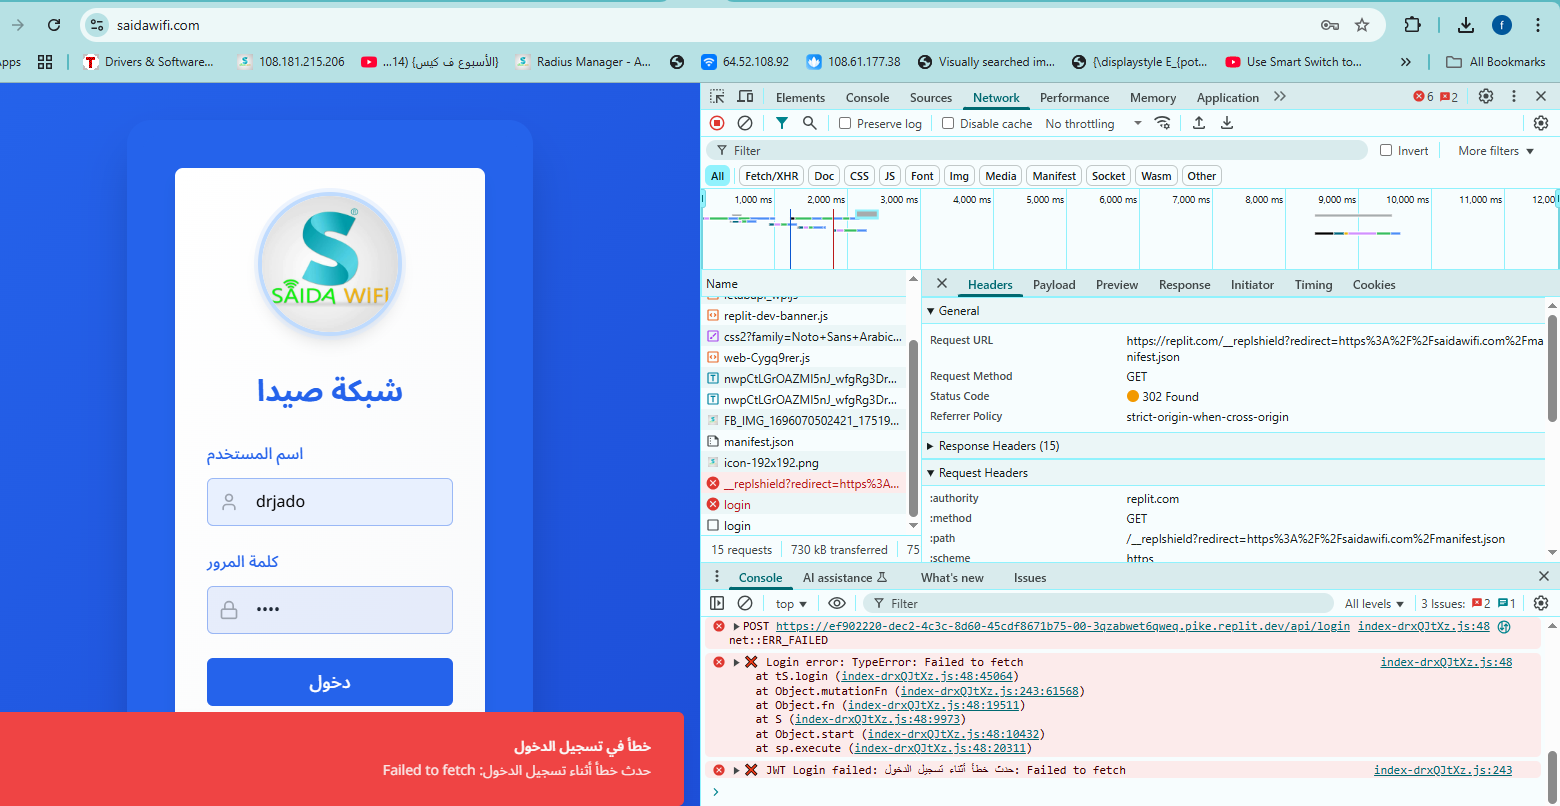 saidawifi.com
f
pps
Drivers & Software...
108.181.215.206
الأسبوع ف كيس} (14...}
Radius Manager - A...
64.52.108.92
108.61.177.38
Visually searched im...
{\displaystyle E_{pot...
Use Smart Switch to...
All Bookmarks
SAIDA WIFI
شبكة صيدا
اسم المستخدم
drjado
كلمة المرور
••••
دخول
خطأ في تسجيل الدخول
حدث خطأ أثناء تسجيل الدخول: Failed to fetch
Elements
Console
Sources
Network
Performance
Memory
Application
6
2
Preserve log
Disable cache
No throttling
Filter
Invert
More filters
All
Fetch/XHR
Doc
CSS
JS
Font
Img
Media
Manifest
Socket
Wasm
Other
1,000 ms
2,000 ms
3,000 ms
4,000 ms
5,000 ms
6,000 ms
7,000 ms
8,000 ms
9,000 ms
10,000 ms
11,000 ms
12,00
Name
replit-dev-banner.js
css2?family=Noto+Sans+Arabic...
web-Cygq9rer.js
nwpCtLGrOAZMI5nJ_wfgRg3Dr...
nwpCtLGrOAZMI5nJ_wfgRg3Dr...
FB_IMG_1696070502421_17519...
manifest.json
icon-192x192.png
__replshield?redirect=https%3A...
login
login
15 requests
730 kB transferred
75
Headers
Payload
Preview
Response
Initiator
Timing
Cookies
General
Request URL
https://replit.com/__replshield?redirect=https%3A%2F%2Fsaidawifi.com%2Fma
nifest.json
Request Method
GET
Status Code
302 Found
Referrer Policy
strict-origin-when-cross-origin
Response Headers (15)
Request Headers
:authority
replit.com
:method
GET
:path
/__replshield?redirect=https%3A%2F%2Fsaidawifi.com%2Fmanifest.json
:scheme
https
Console
AI assistance
What's new
Issues
top
Filter
All levels
3 Issues:
2
1
POST https://ef902220-dec2-4c3c-8d60-45cdf8671b75-00-3qzabwet6qweq.pike.replit.dev/api/login index-drxQJtXz.js:48
net::ERR_FAILED
❌ Login error: TypeError: Failed to fetch index-drxQJtXz.js:48
at tS.login (index-drxQJtXz.js:48:45064)
at Object.mutationFn (index-drxQJtXz.js:243:61568)
at Object.fn (index-drxQJtXz.js:48:19511)
at S (index-drxQJtXz.js:48:9973)
at Object.start (index-drxQJtXz.js:48:10432)
at sp.execute (index-drxQJtXz.js:48:20311)
❌ JWT Login failed: حدث خطأ أثناء تسجيل الدخول: Failed to fetch index-drxQJtXz.js:243